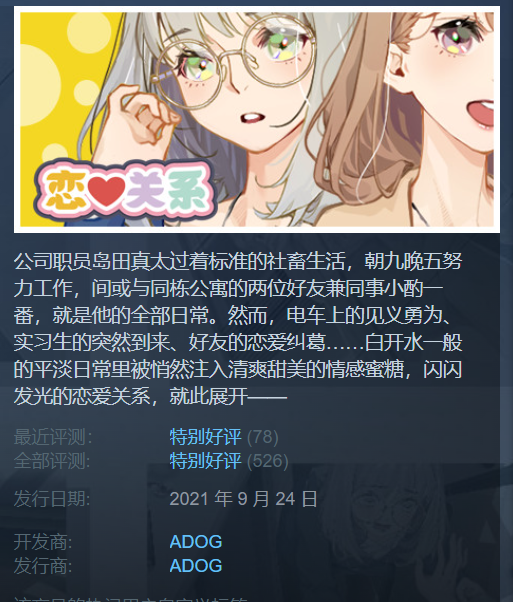 恋❤关系
公司职员岛田真太过着标准的社畜生活，朝九晚五努
力工作，间或与同栋公寓的两位好友兼同事小酌一
番，就是他的全部日常。然而，电车上的见义勇为、
实习生的突然到来、好友的恋爱纠葛……白开水一般
的平淡日常里被悄然注入清爽甜美的情感蜜糖，闪闪
发光的恋爱关系，就此展开——
最近评测： 特别好评 (78)
全部评测: 特别好评 (526)
发行日期: 2021 年 9 月 24 日
开发商: ADOG
发行商: ADOG